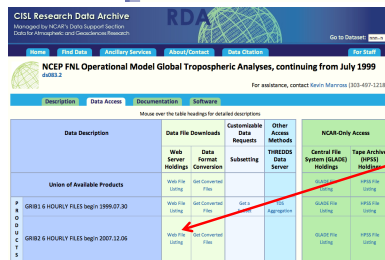 CISL Research Data Archive
RDA
Managed by NCAR's Data Support Section
Data for Atmospheric and Geosciences Research
Go to Dataset:
Home Find Data Ancillary Services About/Contact Data Citation For Staff
NCEP FNL Operational Model Global Tropospheric Analyses, continuing from July 1999
ds083.2
For assistance, contact Kevin Manross (303-497-1218
Description Data Access Documentation Software
Mouse over the table headings for detailed descriptions
Data Description
Data File Downloads
Customizable Data Requests
Other Access Methods
NCAR-Only Access
Web Server Holdings
Data Format Conversion
Subsetting
THREDDS Data Server
Central File System (GLADE) Holdings
Tape Archive (HPSS) Holdings
Union of Available Products
Web File Listing
Get Converted Files
GLADE File Listing
HPSS File Listing
PRODUCTS
GRIB1 6 HOURLY FILES begin 1999.07.30
Web File Listing
Get Converted Files
Get a
TDS Aggregation
GLADE File Listing
HPSS File Listing
GRIB2 6 HOURLY FILES begin 2007.12.06
Web File Listing
Get Converted Files
GLADE File Listing
HPSS File Listing